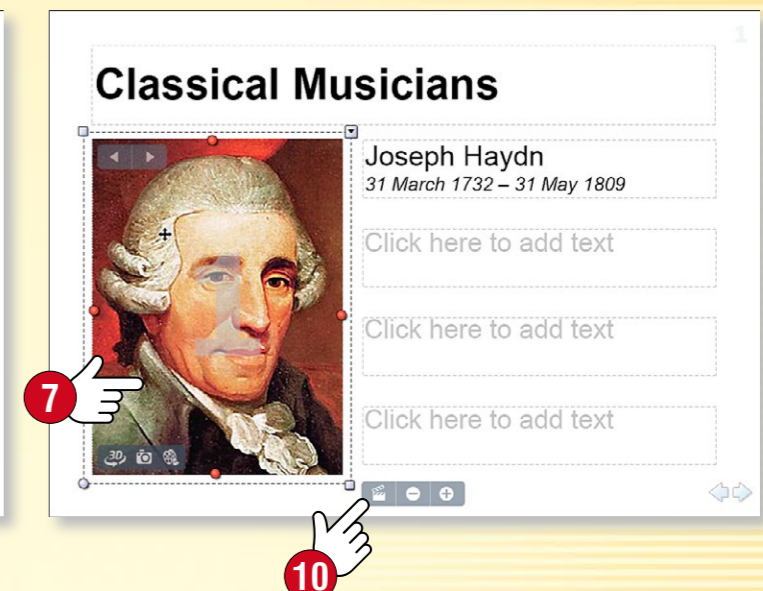 1
Classical Musicians
Joseph Haydn
31 March 1732 – 31 May 1809
Click here to add text
Click here to add text
Click here to add text
3D
7
10